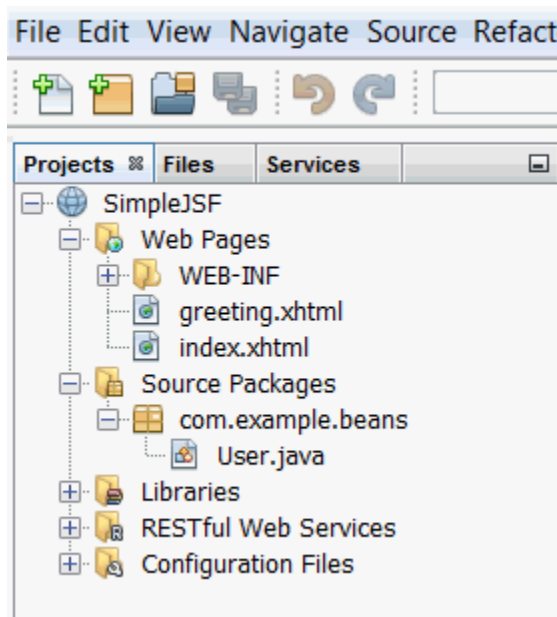 File Edit View Navigate Source Refact
Projects Files Services
SimpleJSF
Web Pages
WEB-INF
greeting.xhtml
index.xhtml
Source Packages
com.example.beans
User.java
Libraries
RESTful Web Services
Configuration Files